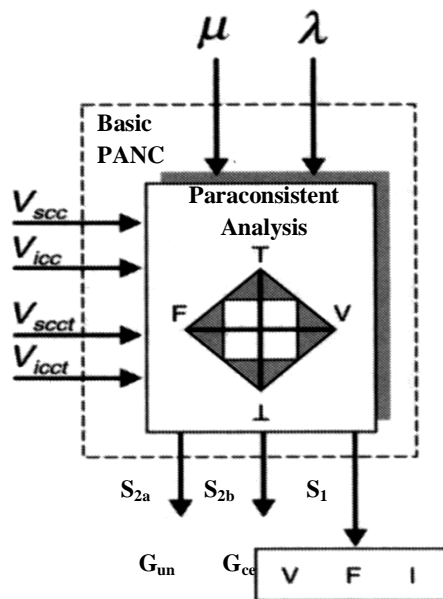 μ λ
Basic
PANC
Paraconsistent
Analysis
V_scc
V_icc
V_scct
V_icct
T
F V
⊥
S_2a S_2b S_1
G_un G_ce
V F I